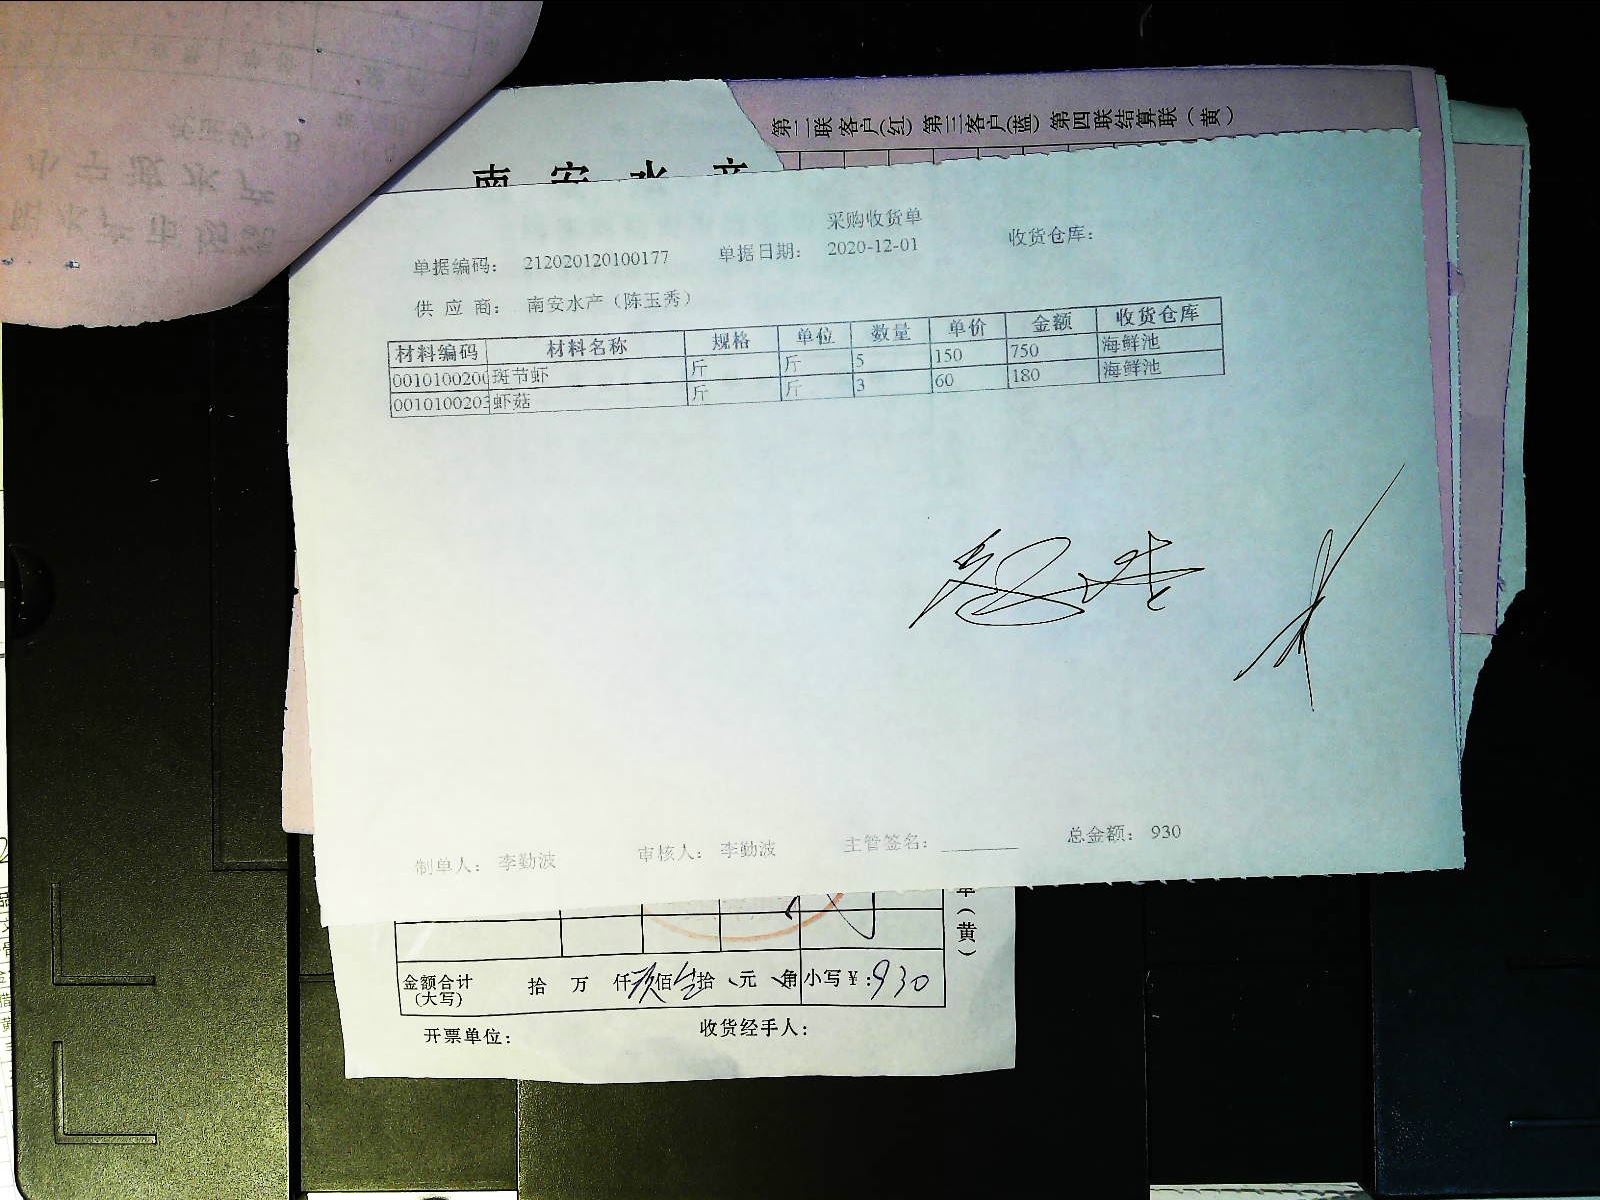 第二联客户(红) 第三客户(蓝) 第四联结算联(黄)
南安水产
采购收货单
单据编码: 212020120100177 单据日期: 2020-12-01 收货仓库:
供应商: 南安水产（陈玉秀）
材料编码 材料名称 规格 单位 数量 单价 金额 收货仓库
0010100200 斑节虾 斤 斤 5 150 750 海鲜池
0010100203 虾菇 斤 斤 3 60 180 海鲜池
制单人: 李勤波 审核人: 李勤波 主管签名: 总金额: 930
单(黄)
金额合计 拾 万 仟玖佰叁拾 元 角 小写¥:930
(大写)
开票单位: 收货经手人: